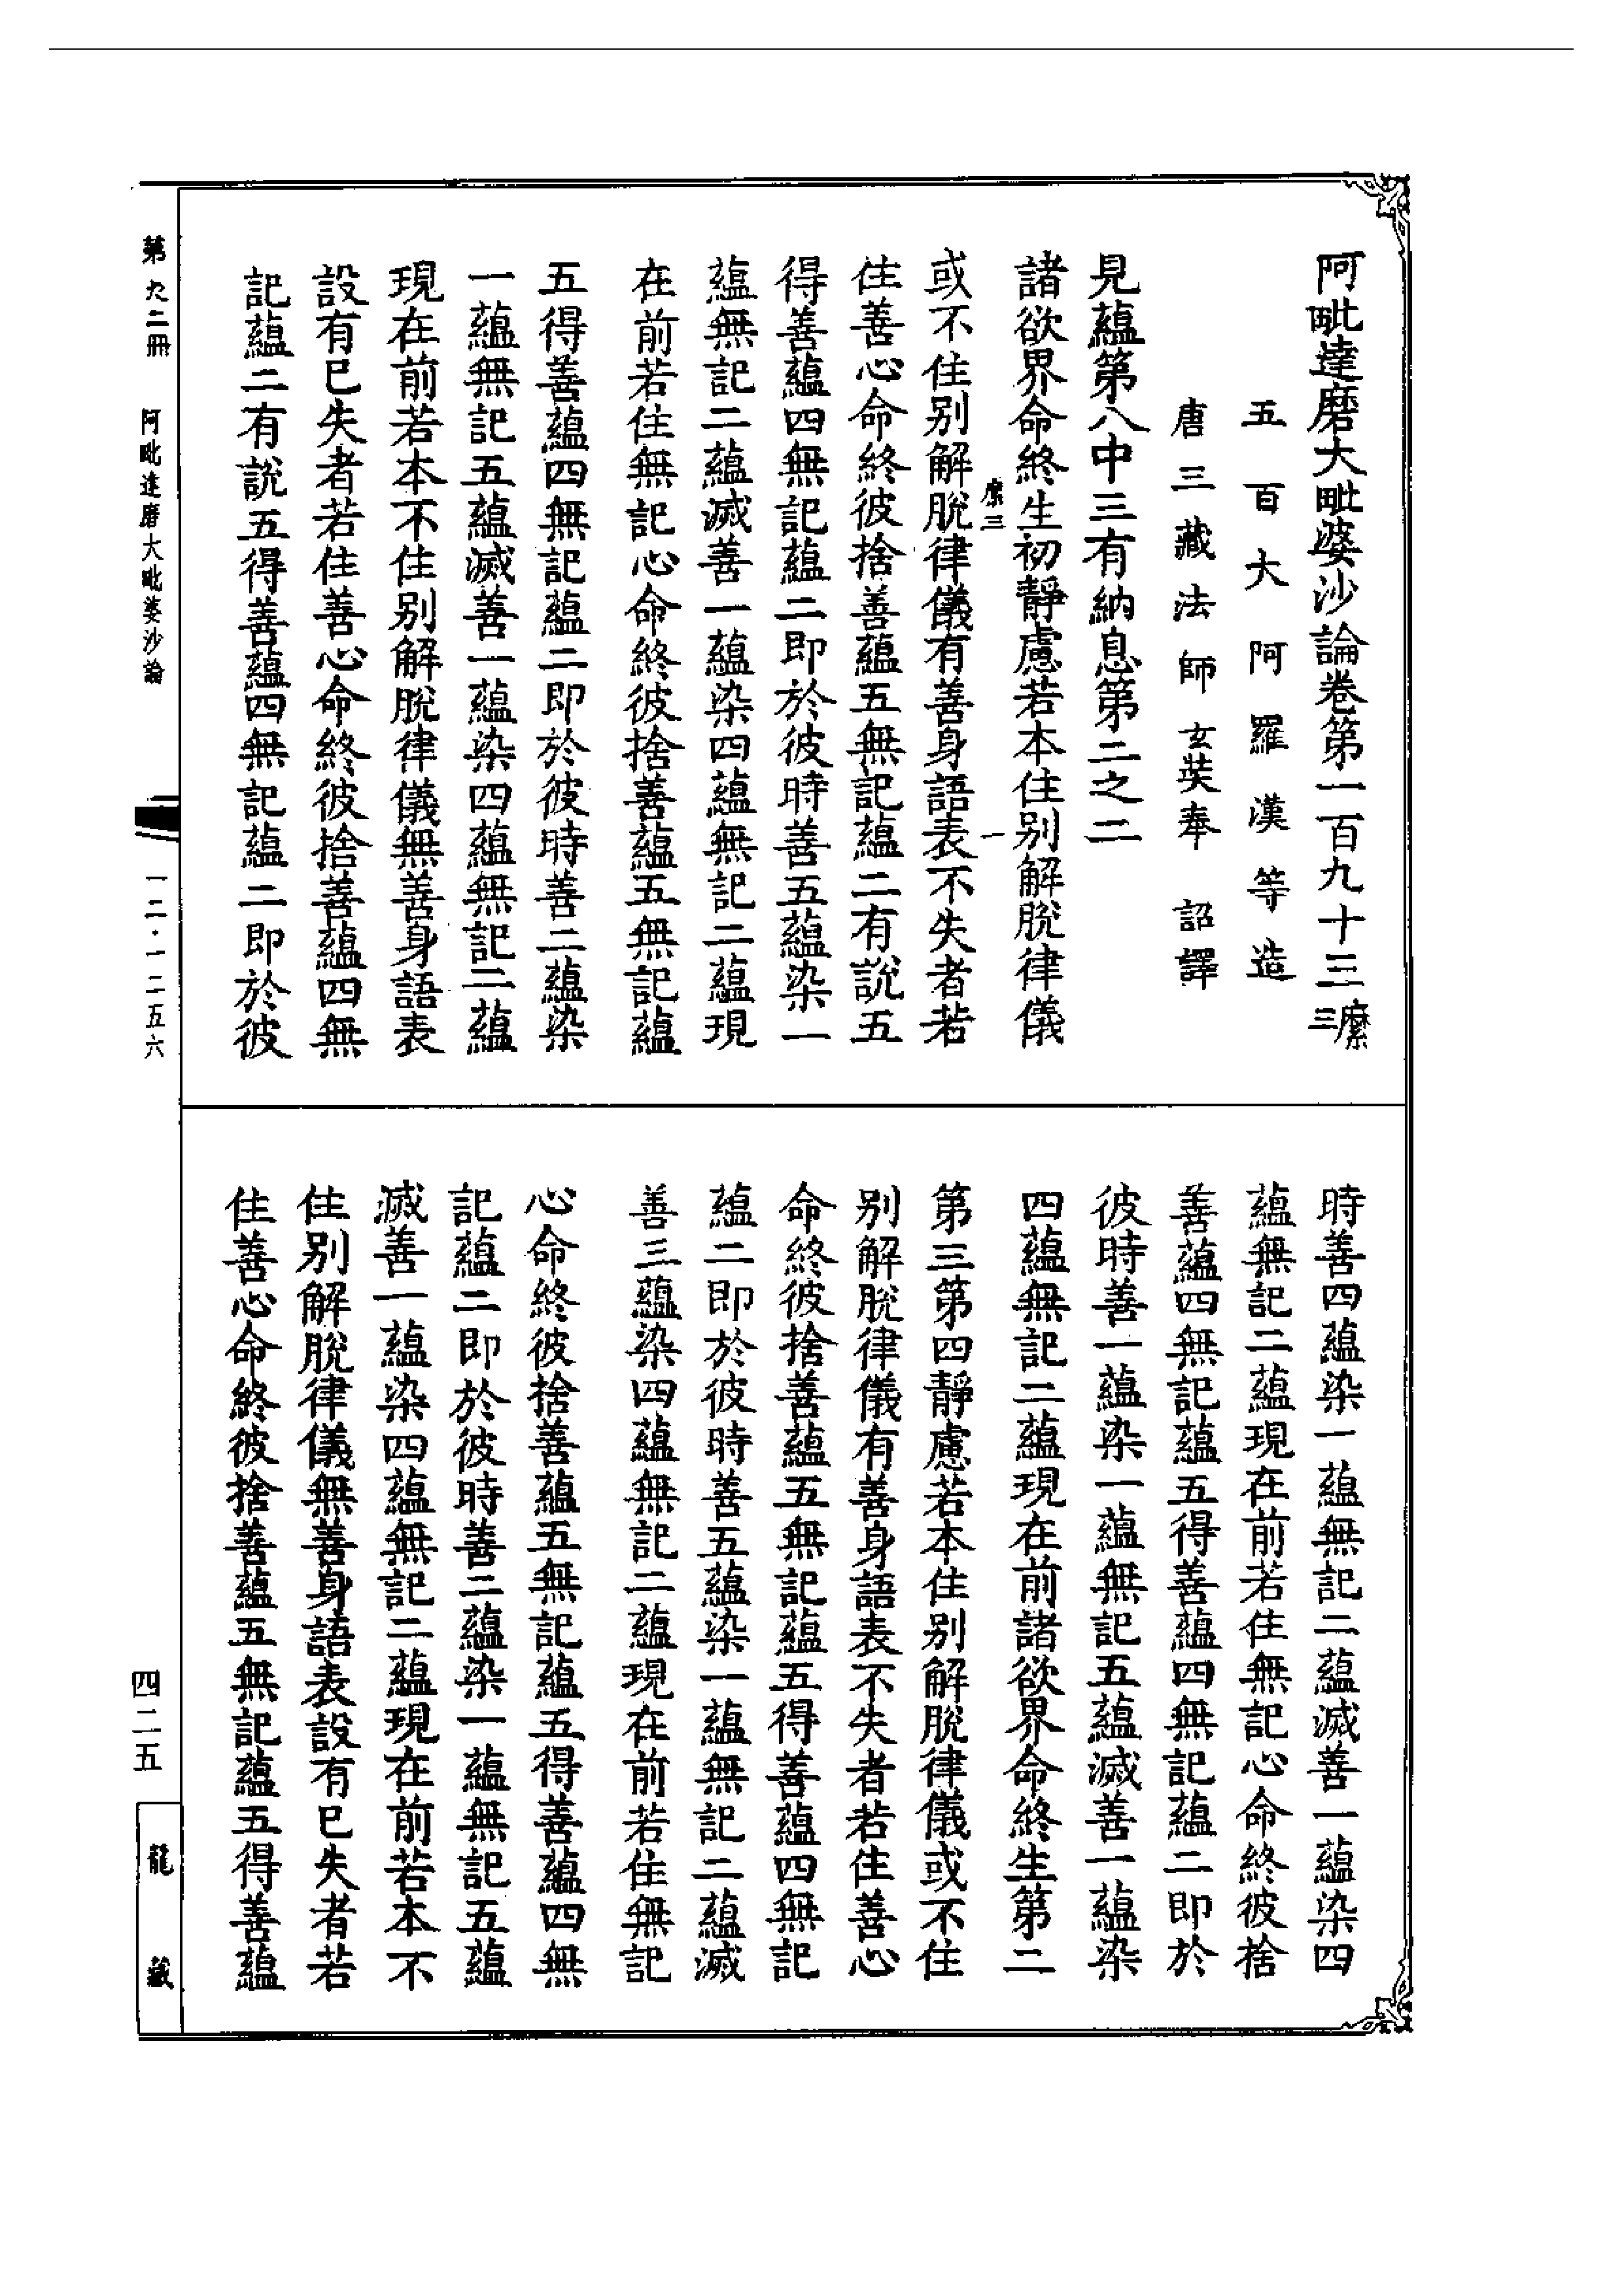 阿毗達磨大毗婆沙論卷第一百九十三 縻三
五百大阿羅漢等造
唐三藏法師玄奘奉 詔譯
見蘊第八中三有納息第二之二
諸欲界命終生初靜慮若本住别解脫律儀
縻三 一
或不住别解脫律儀有善身語表不失者若
住善心命終彼捨善蘊五無記蘊二有說五
得善蘊四無記蘊二即於彼時善五蘊染一
蘊無記二蘊滅善一蘊染四蘊無記二蘊現
在前若住無記心命終彼捨善蘊五無記蘊
五得善蘊四無記蘊二即於彼時善二蘊染
一蘊無記五蘊滅善一蘊染四蘊無記二蘊
現在前若本不住别解脫律儀無善身語表
設有已失者若住善心命終彼捨善蘊四無
記蘊二有說五得善蘊四無記蘊二即於彼
時善四蘊染一蘊無記二蘊滅善一蘊染四
蘊無記二蘊現在前若住無記心命終彼捨
善蘊四無記蘊五得善蘊四無記蘊二即於
彼時善一蘊染一蘊無記五蘊滅善一蘊染
四蘊無記二蘊現在前諸欲界命終生第二
第三第四靜慮若本住别解脫律儀或不住
别解脫律儀有善身語表不失者若住善心
命終彼捨善蘊五無記蘊五得善蘊四無記
蘊二即於彼時善五蘊染一蘊無記二蘊滅
善三蘊染四蘊無記二蘊現在前若住無記
心命終彼捨善蘊五無記蘊五得善蘊四無
記蘊二即於彼時善二蘊染一蘊無記五蘊
滅善一蘊染四蘊無記二蘊現在前若本不
住别解脫律儀無善身語表設有已失者若
住善心命終彼捨善蘊五無記蘊五得善蘊
第九二冊 阿毗達磨大毗婆沙論 一二·一二五六
四二五
龍藏